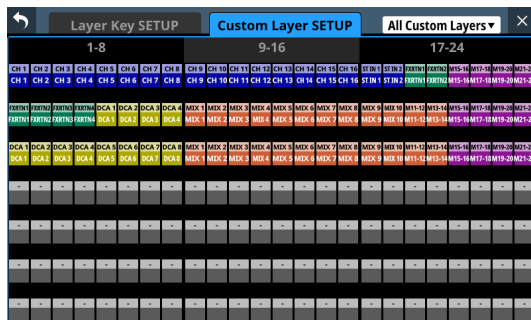 Layer Key SETUP Custom Layer SETUP All Custom Layers ×
1-8 9-16 17-24
CH 1 CH 2 CH 3 CH 4 CH 5 CH 6 CH 7 CH 8 CH 9 CH 10 CH 11 CH 12 CH 13 CH 14 CH 15 CH 16 ST IN 1 ST IN 2 FXRTN1 FXRTN2 M15-16 M17-18 M19-20 M21-2
CH 1 CH 2 CH 3 CH 4 CH 5 CH 6 CH 7 CH 8 CH 9 CH 10 CH 11 CH 12 CH 13 CH 14 CH 15 CH 16 ST IN 1 ST IN 2 FXRTN1 FXRTN2 M15-16 M17-18 M19-20 M21-2
FXRTN1 FXRTN2 FXRTN3 FXRTN4 DCA 1 DCA 2 DCA 3 DCA 4 MIX 1 MIX 2 MIX 3 MIX 4 MIX 5 MIX 6 MIX 7 MIX 8 MIX 9 MIX 10 M11-12 M13-14 M15-16 M17-18 M19-20 M21-2
FXRTN1 FXRTN2 FXRTN3 FXRTN4 DCA 1 DCA 2 DCA 3 DCA 4 MIX 1 MIX 2 MIX 3 MIX 4 MIX 5 MIX 6 MIX 7 MIX 8 MIX 9 MIX 10 M11-12 M13-14 M15-16 M17-18 M19-20 M21-2
DCA 1 DCA 2 DCA 3 DCA 4 DCA 5 DCA 6 DCA 7 DCA 8 MIX 1 MIX 2 MIX 3 MIX 4 MIX 5 MIX 6 MIX 7 MIX 8 MIX 9 MIX 10 M11-12 M13-14 M15-16 M17-18 M19-20 M21-2
DCA 1 DCA 2 DCA 3 DCA 4 DCA 5 DCA 6 DCA 7 DCA 8 MIX 1 MIX 2 MIX 3 MIX 4 MIX 5 MIX 6 MIX 7 MIX 8 MIX 9 MIX 10 M11-12 M13-14 M15-16 M17-18 M19-20 M21-2
- - - - - - - - - - - - - - - - - - - - - - - -
- - - - - - - - - - - - - - - - - - - - - - - -
- - - - - - - - - - - - - - - - - - - - - - - -
- - - - - - - - - - - - - - - - - - - - - - - -